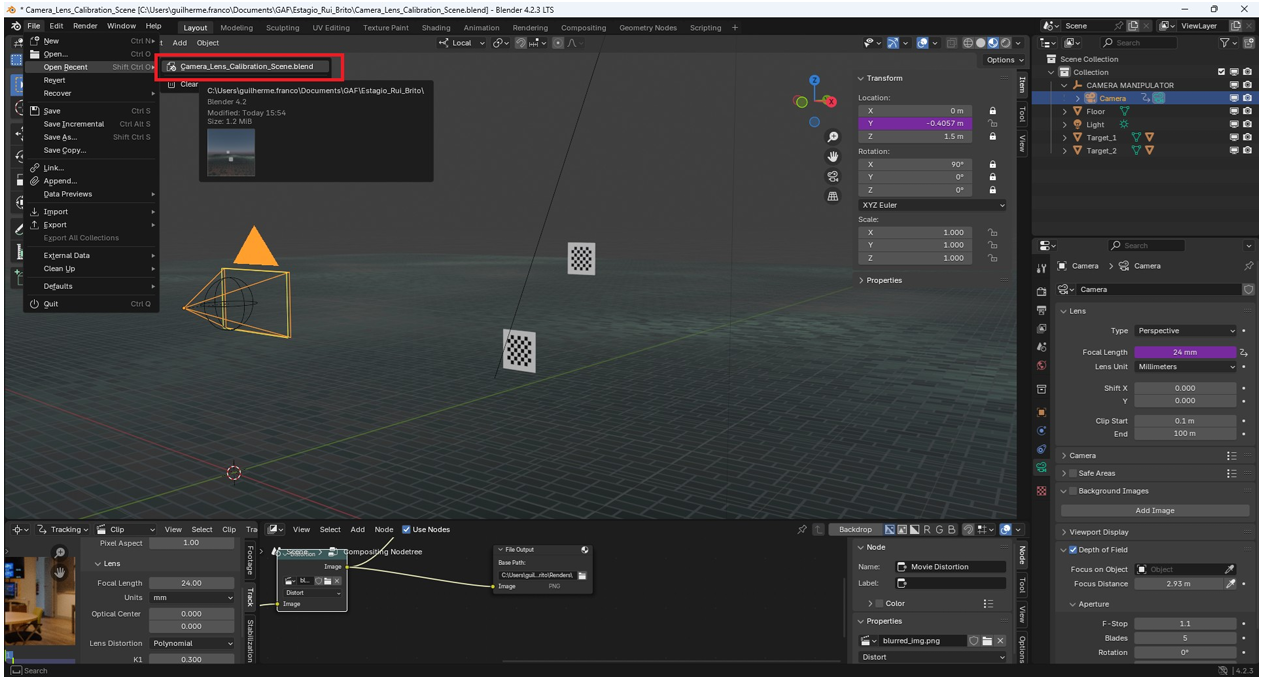 * Camera_Lens_Calibration_Scene [C:\Users\guilherme.franco\Documents\GAF\Estagio_Rui_Brito\Camera_Lens_Calibration_Scene.blend] - Blender 4.2.3 LTS
File Edit Render Window Help Layout Modeling Sculpting UV Editing Texture Paint Shading Animation Rendering Compositing Geometry Nodes Scripting + Scene ViewLayer
New Ctrl N
Open... Ctrl O
Open Recent Shift Ctrl O
Revert
Recover
Save Ctrl S
Save Incremental Ctrl Alt S
Save As... Shift Ctrl S
Save Copy...
Link...
Append...
Data Previews
Import
Export
Export All Collections
External Data
Clean Up
Defaults
Quit Ctrl Q
Add Object Local
Camera_Lens_Calibration_Scene.blend
Clear
C:\Users\guilherme.franco\Documents\GAF\Estagio_Rui_Brito\
Blender 4.2
Modified: Today 15:54
Size: 1.2 MiB
Options
Z
X
Transform
Location:
X 0 m
Y -0.4057 m
Z 1.5 m
Rotation:
X 90°
Y 0°
Z 0°
XYZ Euler
Scale:
X 1.000
Y 1.000
Z 1.000
Properties
Item
Tool
View
Search
Scene Collection
Collection
CAMERA MANIPULATOR
Camera
Floor
Light
Target_1
Target_2
Search
Camera > Camera
Camera
Lens
Type Perspective
Focal Length 24 mm
Lens Unit Millimeters
Shift X 0.000
Y 0.000
Clip Start 0.1 m
End 100 m
Camera
Safe Areas
Background Images
Add Image
Viewport Display
Depth of Field
Focus on Object Object
Focus Distance 2.93 m
Aperture
F-Stop 1.1
Blades 5
Rotation 0°
Tracking Clip View Select Clip Tra
Pixel Aspect 1.00
Lens
Focal Length 24.00
Units mm
Optical Center 0.000
0.000
Lens Distortion Polynomial
K1 0.300
Footage
Track
Stabilization
View Select Add Node Use Nodes Backdrop R G B
Scene > Compositing Nodetree
Image
bl...
Distort
Image
File Output
Base Path:
C:\Users\guil...rito\Renders\
Image PNG
Node
Name: Movie Distortion
Label:
Color
Properties
blurred_img.png
Distort
Node
Tool
View
Options
Search 4.2.3